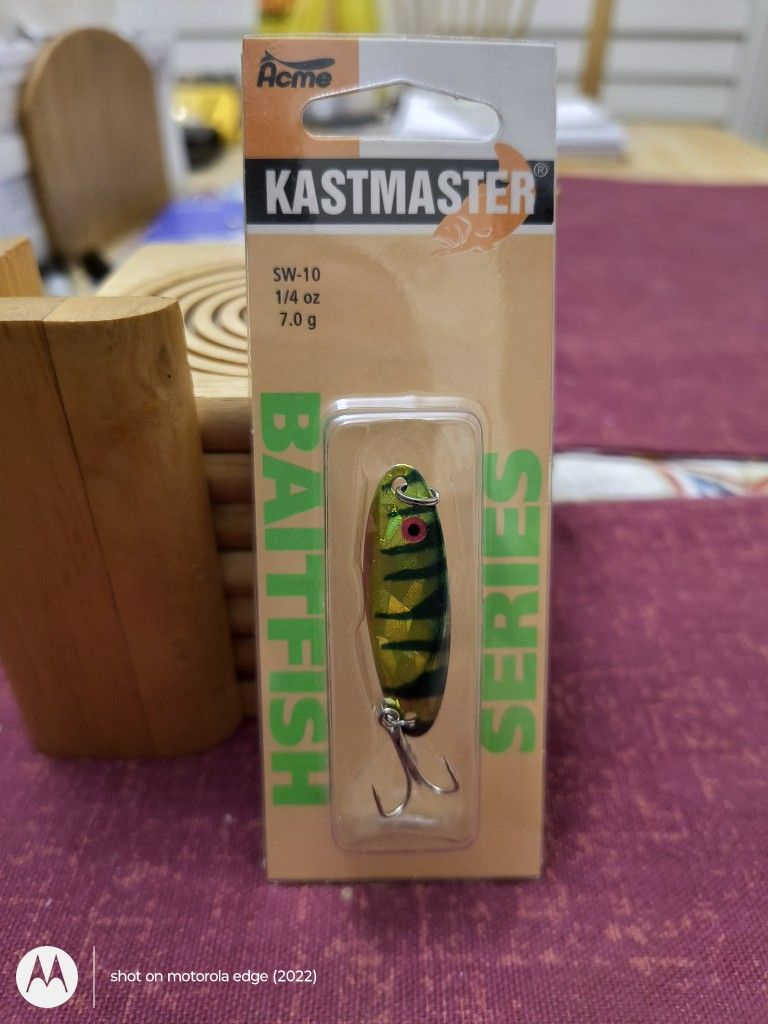 Acme
KASTMASTER®
SW-10
1/4 oz
7.0 g
BAITFISH
SERIES
shot on motorola edge (2022)